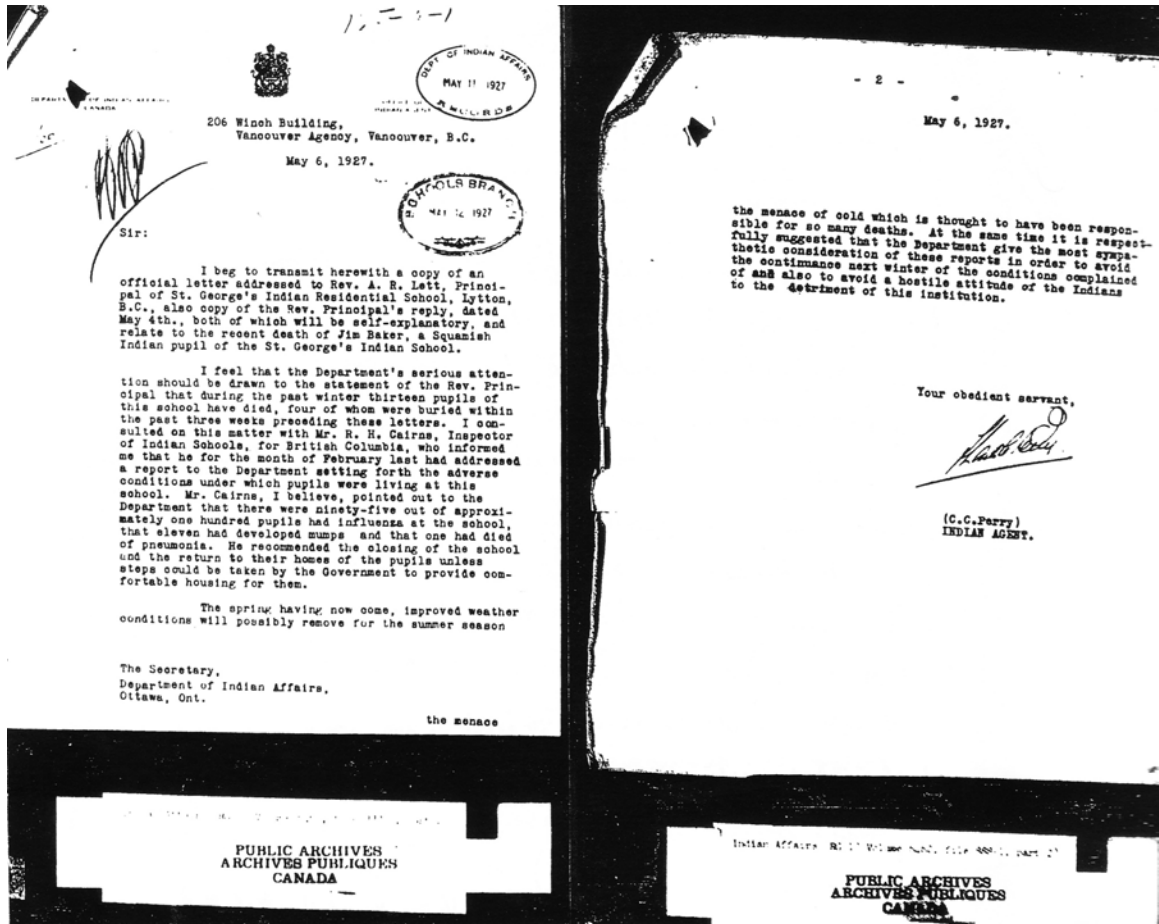 DEPT OF INDIAN AFFAIRS
MAY 11 1927
RECORDS
CANADA
206 Winch Building,
Vancouver Agency, Vancouver, B.C.
May 6, 1927.
SCHOOLS BRANCH
MAY 12 1927
Sir:
I beg to transmit herewith a copy of an
official letter addressed to Rev. A. R. Lett, Princi-
pal of St. George's Indian Residential School, Lytton,
B.C., also copy of the Rev. Principal's reply, dated
May 4th., both of which will be self-explanatory, and
relate to the recent death of Jim Baker, a Squamish
Indian pupil of the St. George's Indian School.
I feel that the Department's serious atten-
tion should be drawn to the statement of the Rev. Prin-
cipal that during the past winter thirteen pupils of
this school have died, four of whom were buried within
the past three weeks preceding these letters. I con-
sulted on this matter with Mr. R. H. Cairns, Inspector
of Indian Schools, for British Columbia, who informed
me that he for the month of February last had addressed
a report to the Department setting forth the adverse
conditions under which pupils were living at this
school. Mr. Cairns, I believe, pointed out to the
Department that there were ninety-five out of approxi-
mately one hundred pupils had influenza at the school,
that eleven had developed mumps and that one had died
of pneumonia. He recommended the closing of the school
and the return to their homes of the pupils unless
steps could be taken by the Government to provide com-
fortable housing for them.
The spring having now come, improved weather
conditions will possibly remove for the summer season
The Secretary,
Department of Indian Affairs,
Ottawa, Ont.
the menace
PUBLIC ARCHIVES
ARCHIVES PUBLIQUES
CANADA
- 2 -
May 6, 1927.
the menace of cold which is thought to have been respon-
sible for so many deaths. At the same time it is respect-
fully suggested that the Department give the most sympa-
thetic consideration of these reports in order to avoid
the continuance next winter of the conditions complained
of and also to avoid a hostile attitude of the Indians
to the detriment of this institution.
Your obedient servant,
(C.C.Perry)
INDIAN AGENT.
Indian Affairs
PUBLIC ARCHIVES
ARCHIVES PUBLIQUES
CANADA